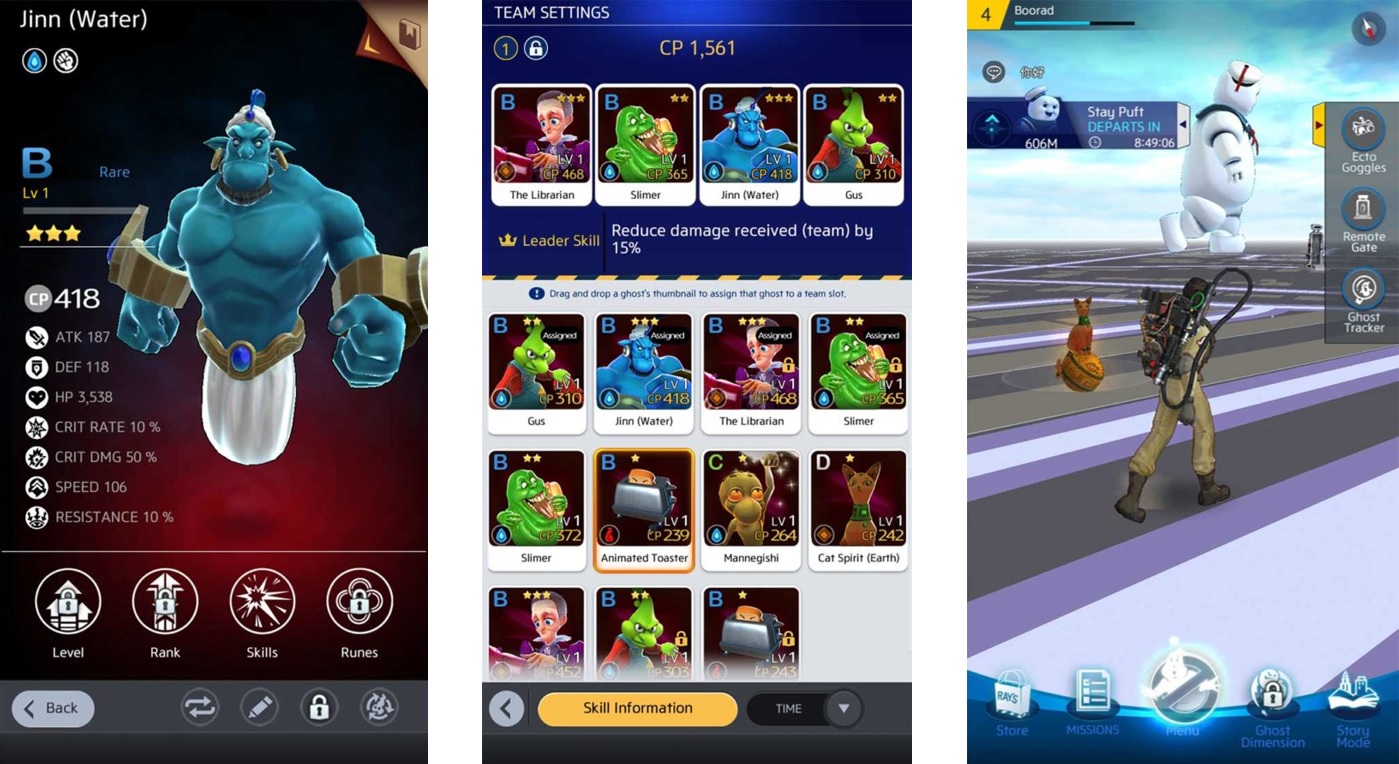 Jinn (Water)
B
Rare
Lv 1
CP 418
ATK 187
DEF 118
HP 3,538
CRIT RATE 10 %
CRIT DMG 50 %
SPEED 106
RESISTANCE 10 %
Level
Rank
Skills
Runes
Back
TEAM SETTINGS
1
CP 1,561
B
LV 1
CP 468
The Librarian
B
LV 1
CP 365
Slimer
B
LV 1
CP 418
Jinn (Water)
B
LV 1
CP 310
Gus
Leader Skill
Reduce damage received (team) by
15%
Drag and drop a ghost's thumbnail to assign that ghost to a team slot.
B
Assigned
LV 1
CP 310
Gus
B
Assigned
LV 1
CP 418
Jinn (Water)
B
Assigned
LV 1
CP 468
The Librarian
B
Assigned
LV 1
CP 365
Slimer
B
LV 1
CP 372
Slimer
B
LV 1
CP 239
Animated Toaster
C
LV 1
CP 264
Mannegishi
D
LV 1
CP 242
Cat Spirit (Earth)
B
LV 1
CP 452
B
LV 1
CP 303
B
LV 1
CP 243
Skill Information
TIME
4
Boorad
你好
Stay Puft
DEPARTS IN
606M
8:49:06
Ecto
Goggles
Remote
Gate
Ghost
Tracker
RAY'S
Store
MISSIONS
Menu
Ghost
Dimension
Story
Mode